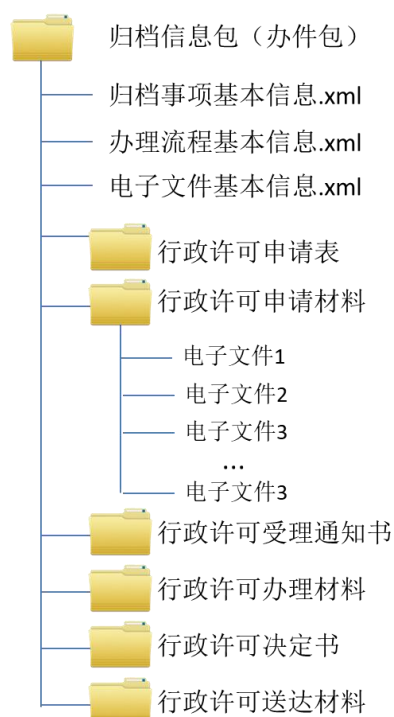 归档信息包（办件包）
归档事项基本信息.xml
办理流程基本信息.xml
电子文件基本信息.xml
行政许可申请表
行政许可申请材料
电子文件1
电子文件2
电子文件3
...
电子文件3
行政许可受理通知书
行政许可办理材料
行政许可决定书
行政许可送达材料